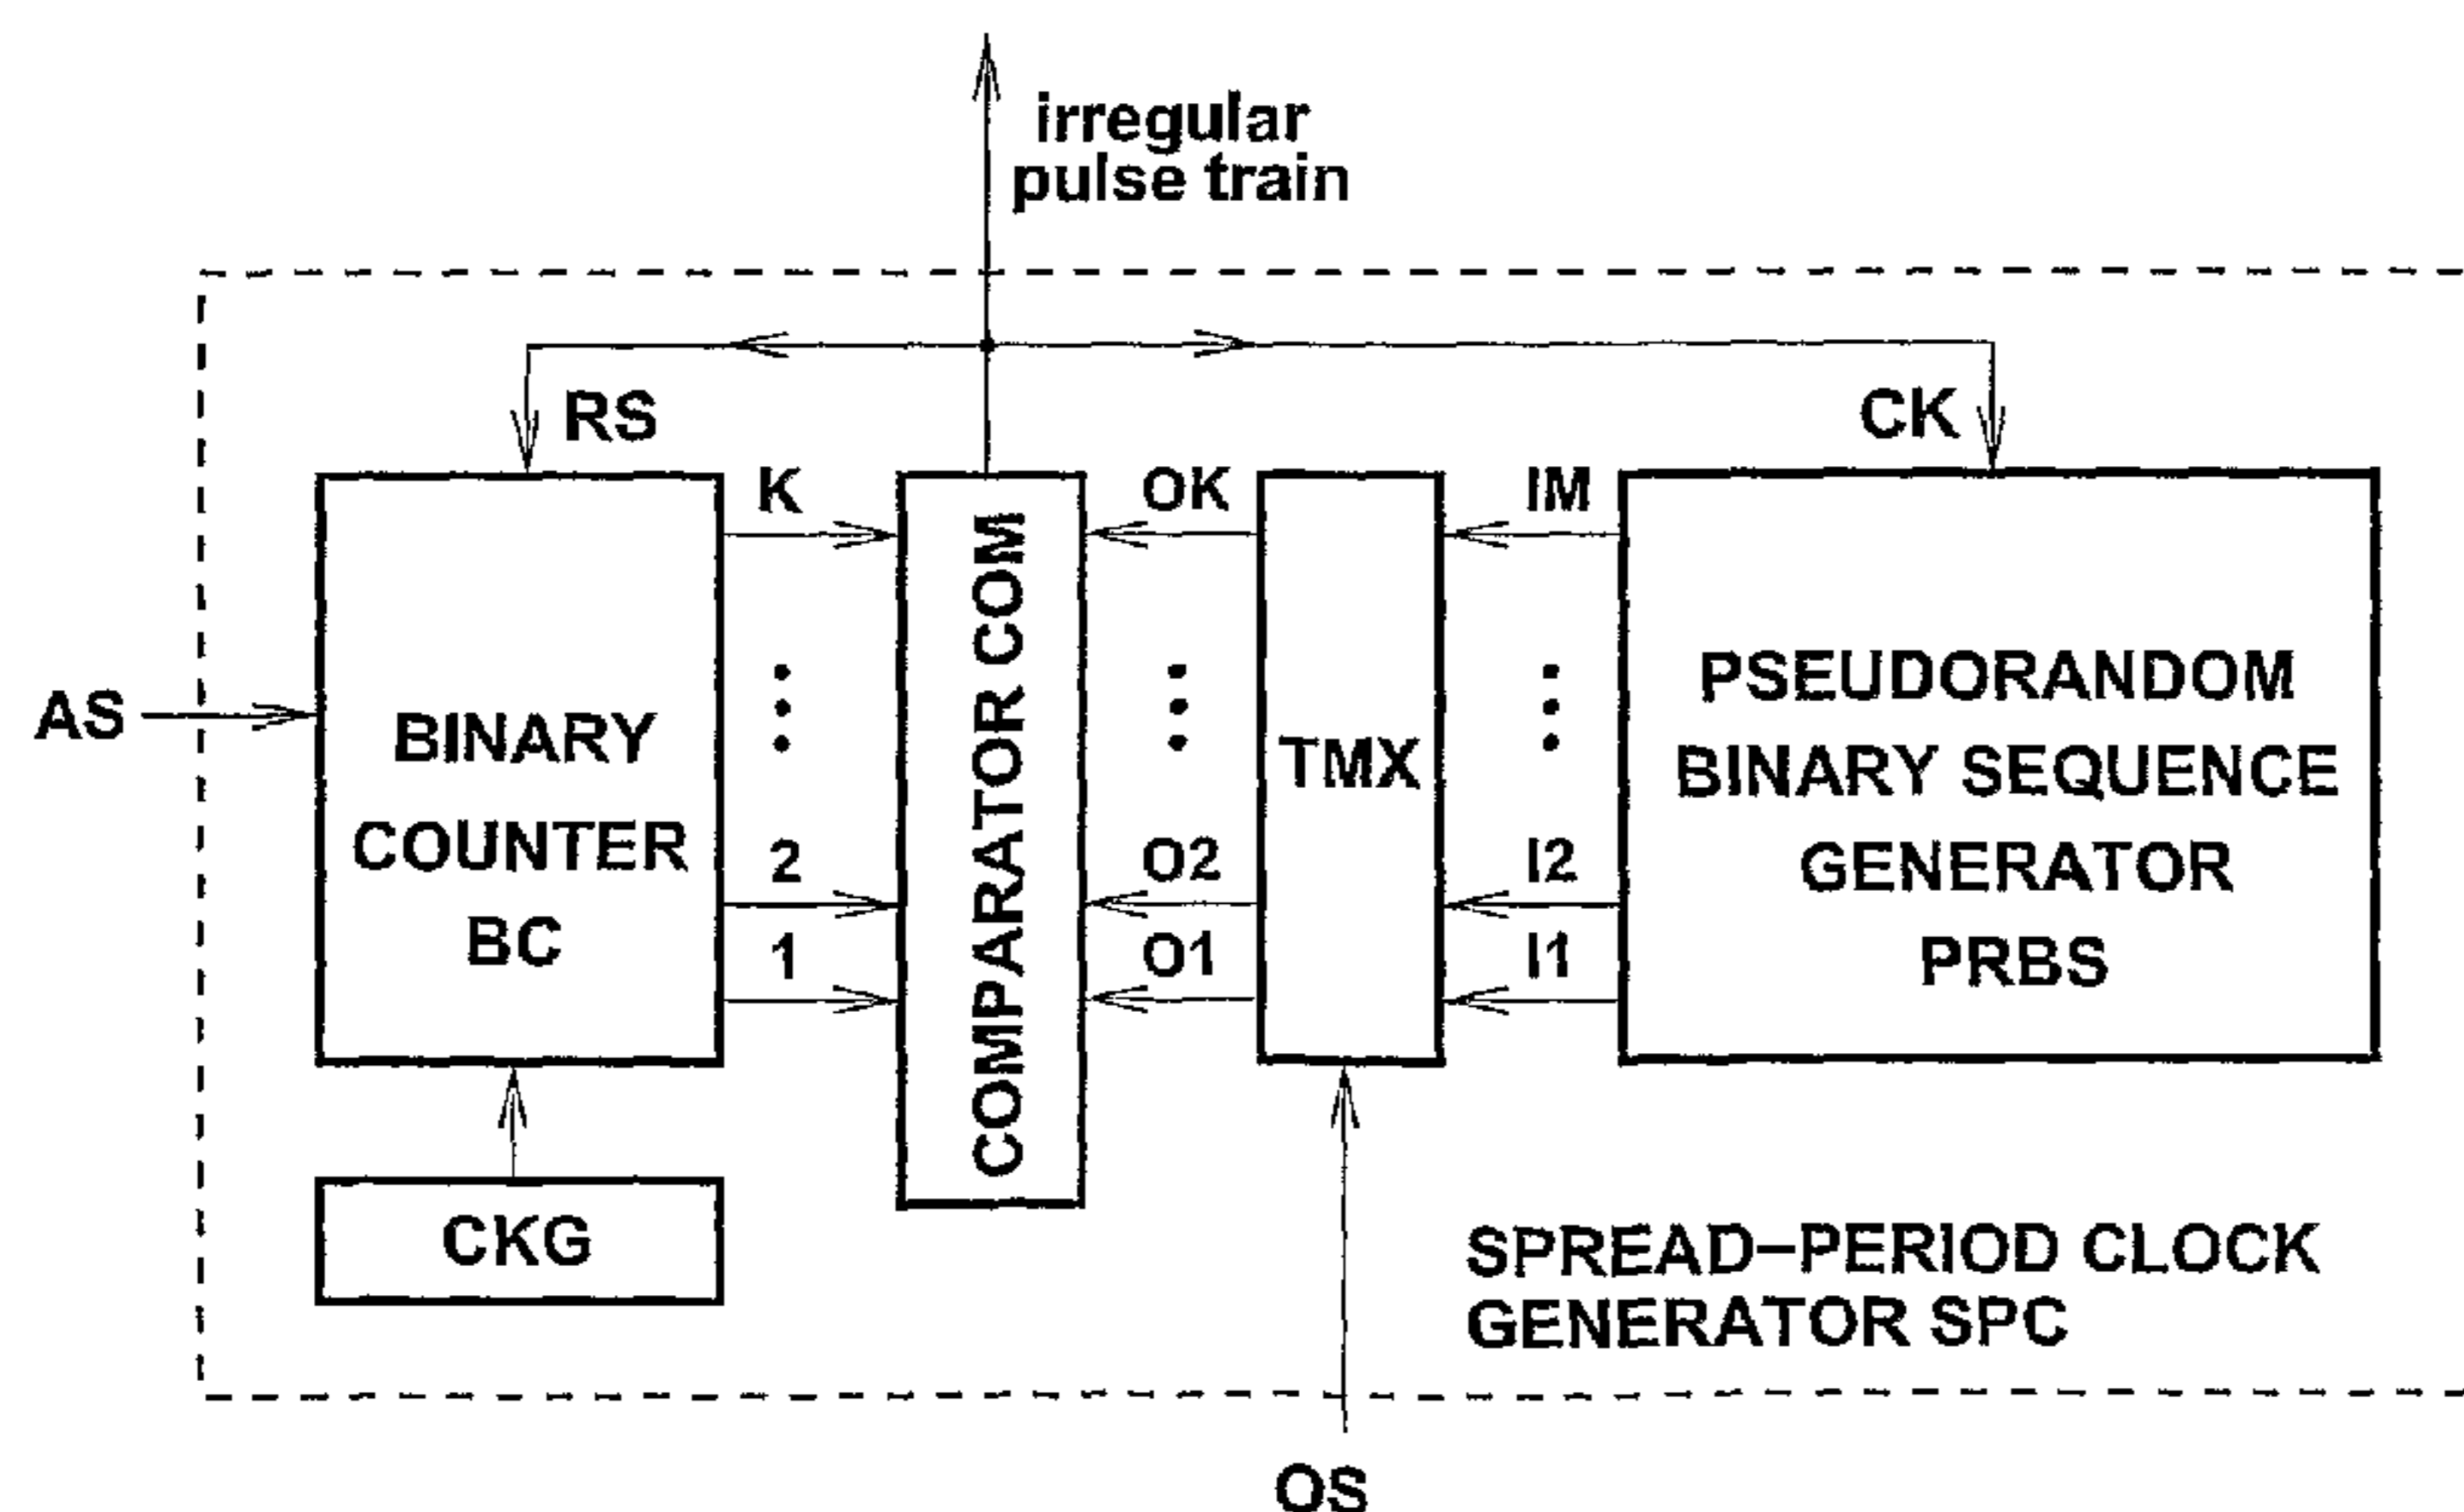 irregular
pulse train
RS
CK
K
OK
IM
AS
BINARY
COUNTER
BC
2
1
COMPARATOR COM
O2
O1
TMX
I2
I1
PSEUDORANDOM
BINARY SEQUENCE
GENERATOR
PRBS
CKG
SPREAD–PERIOD CLOCK
GENERATOR SPC
OS